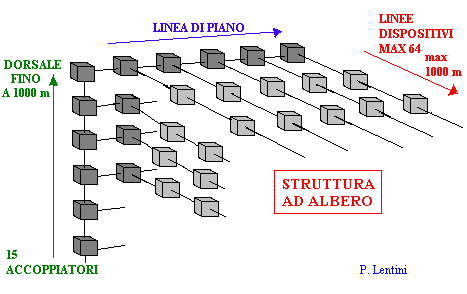 LINEA DI PIANO
LINEE
DISPOSITIVI
MAX 64
max
1000 m
DORSALE
FINO
A 1000 m
STRUTTURA
AD ALBERO
15
ACCOPPIATORI
P. Lentini